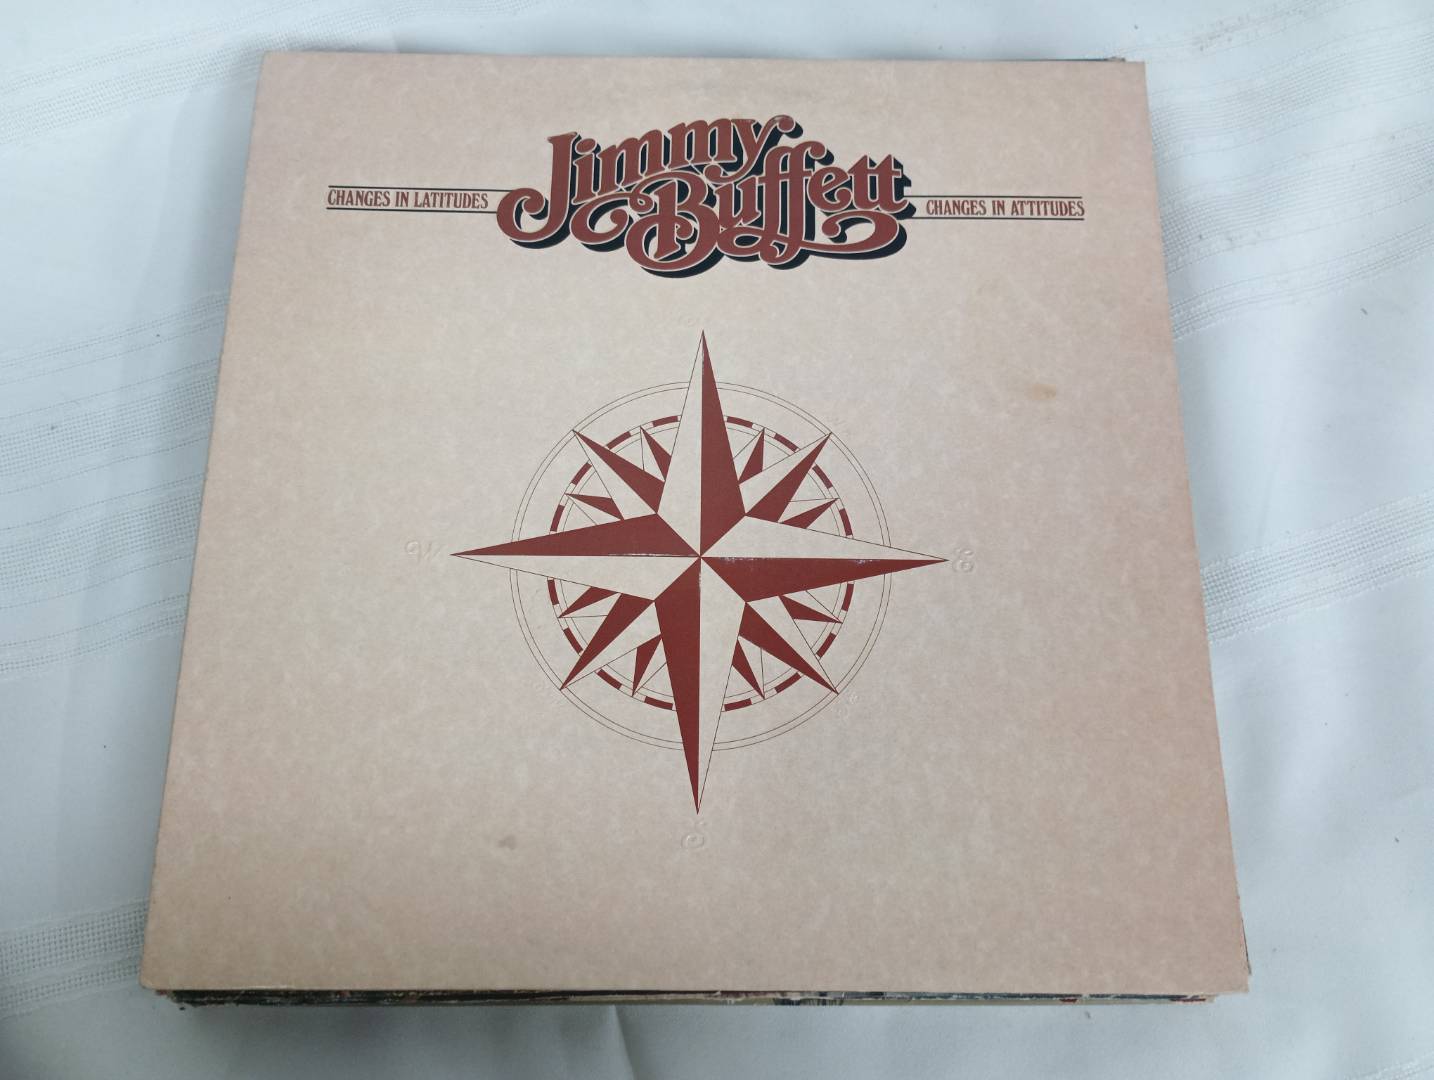 Jimmy
CHANGES IN LATITUDES Buffett CHANGES IN ATTITUDES
W E
S